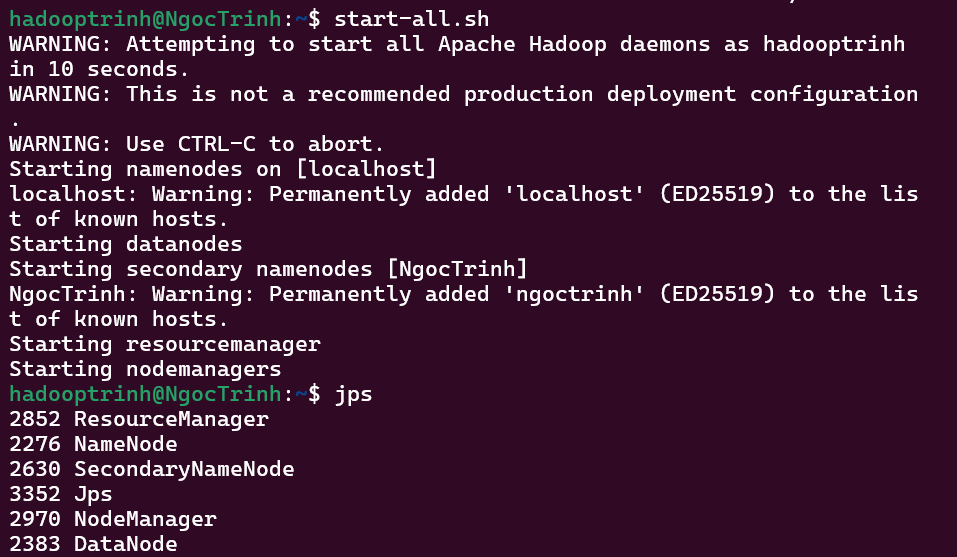 hadooptrinh@NgocTrinh:~$ start-all.sh
WARNING: Attempting to start all Apache Hadoop daemons as hadooptrinh
in 10 seconds.
WARNING: This is not a recommended production deployment configuration
.
WARNING: Use CTRL-C to abort.
Starting namenodes on [localhost]
localhost: Warning: Permanently added 'localhost' (ED25519) to the lis
t of known hosts.
Starting datanodes
Starting secondary namenodes [NgocTrinh]
NgocTrinh: Warning: Permanently added 'ngoctrinh' (ED25519) to the lis
t of known hosts.
Starting resourcemanager
Starting nodemanagers
hadooptrinh@NgocTrinh:~$ jps
2852 ResourceManager
2276 NameNode
2630 SecondaryNameNode
3352 Jps
2970 NodeManager
2383 DataNode